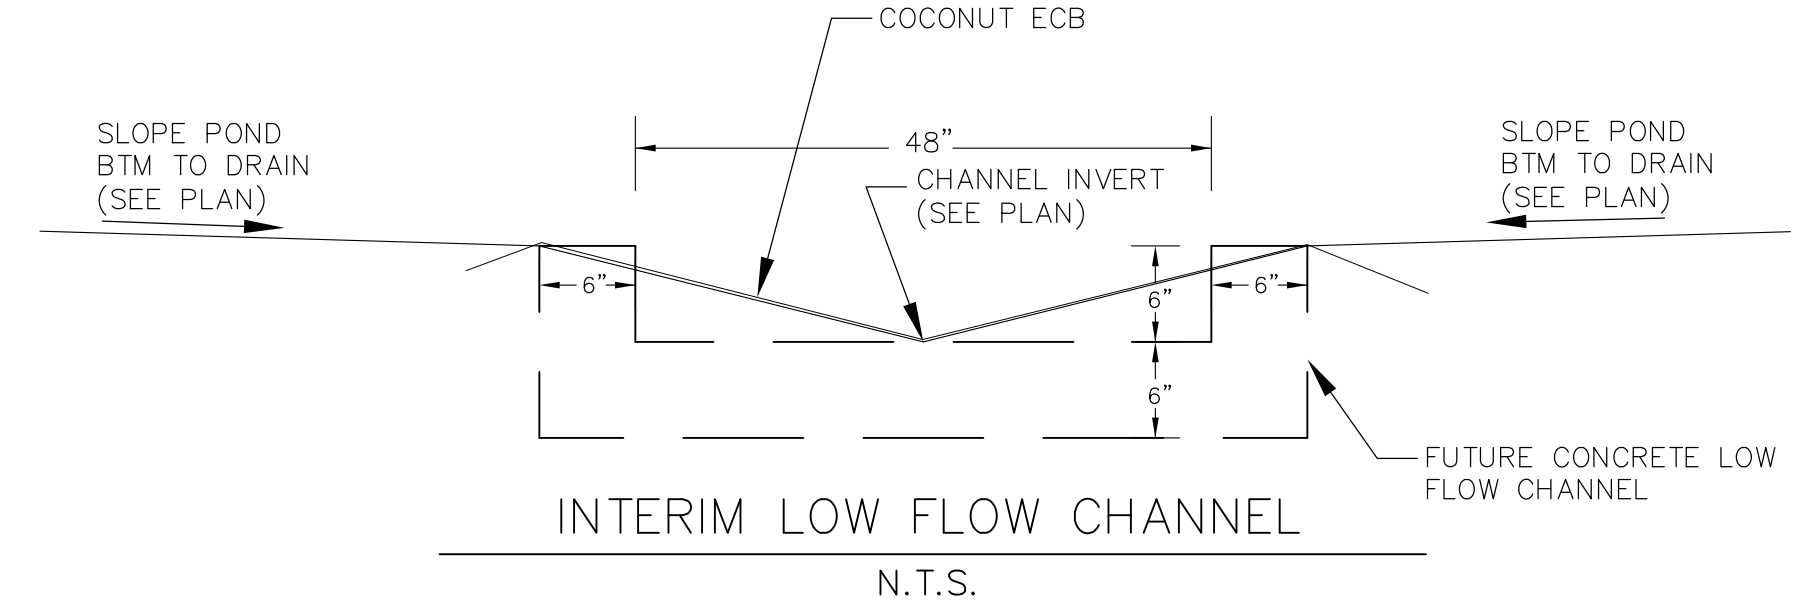 COCONUT ECB
SLOPE POND
BTM TO DRAIN
(SEE PLAN)
48"
CHANNEL INVERT
(SEE PLAN)
SLOPE POND
BTM TO DRAIN
(SEE PLAN)
6"
6"
6"
6"
FUTURE CONCRETE LOW
FLOW CHANNEL
INTERIM LOW FLOW CHANNEL
N.T.S.